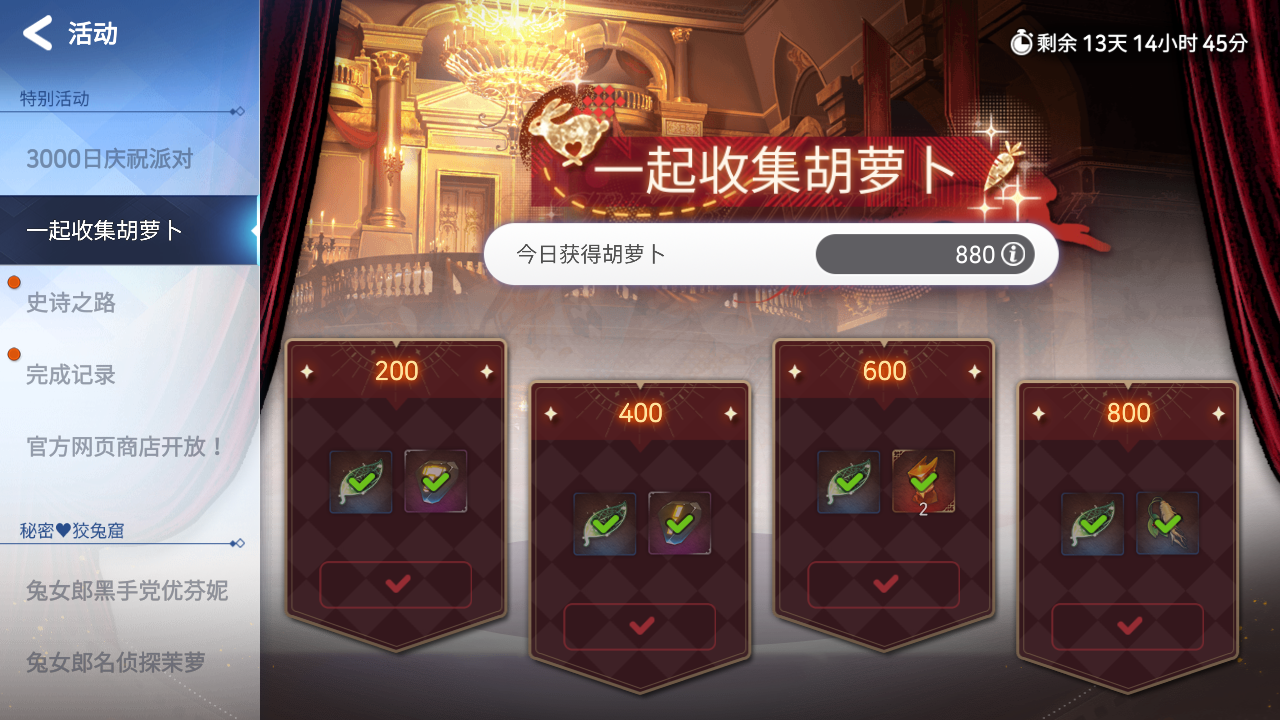 活动
特别活动
3000日庆祝派对
一起收集胡萝卜
史诗之路
完成记录
官方网页商店开放！
秘密♥狡兔窟
兔女郎黑手党优芬妮
兔女郎名侦探茉萝
剩余 13天 14小时 45分
一起收集胡萝卜
今日获得胡萝卜
880
200
400
600
2
800